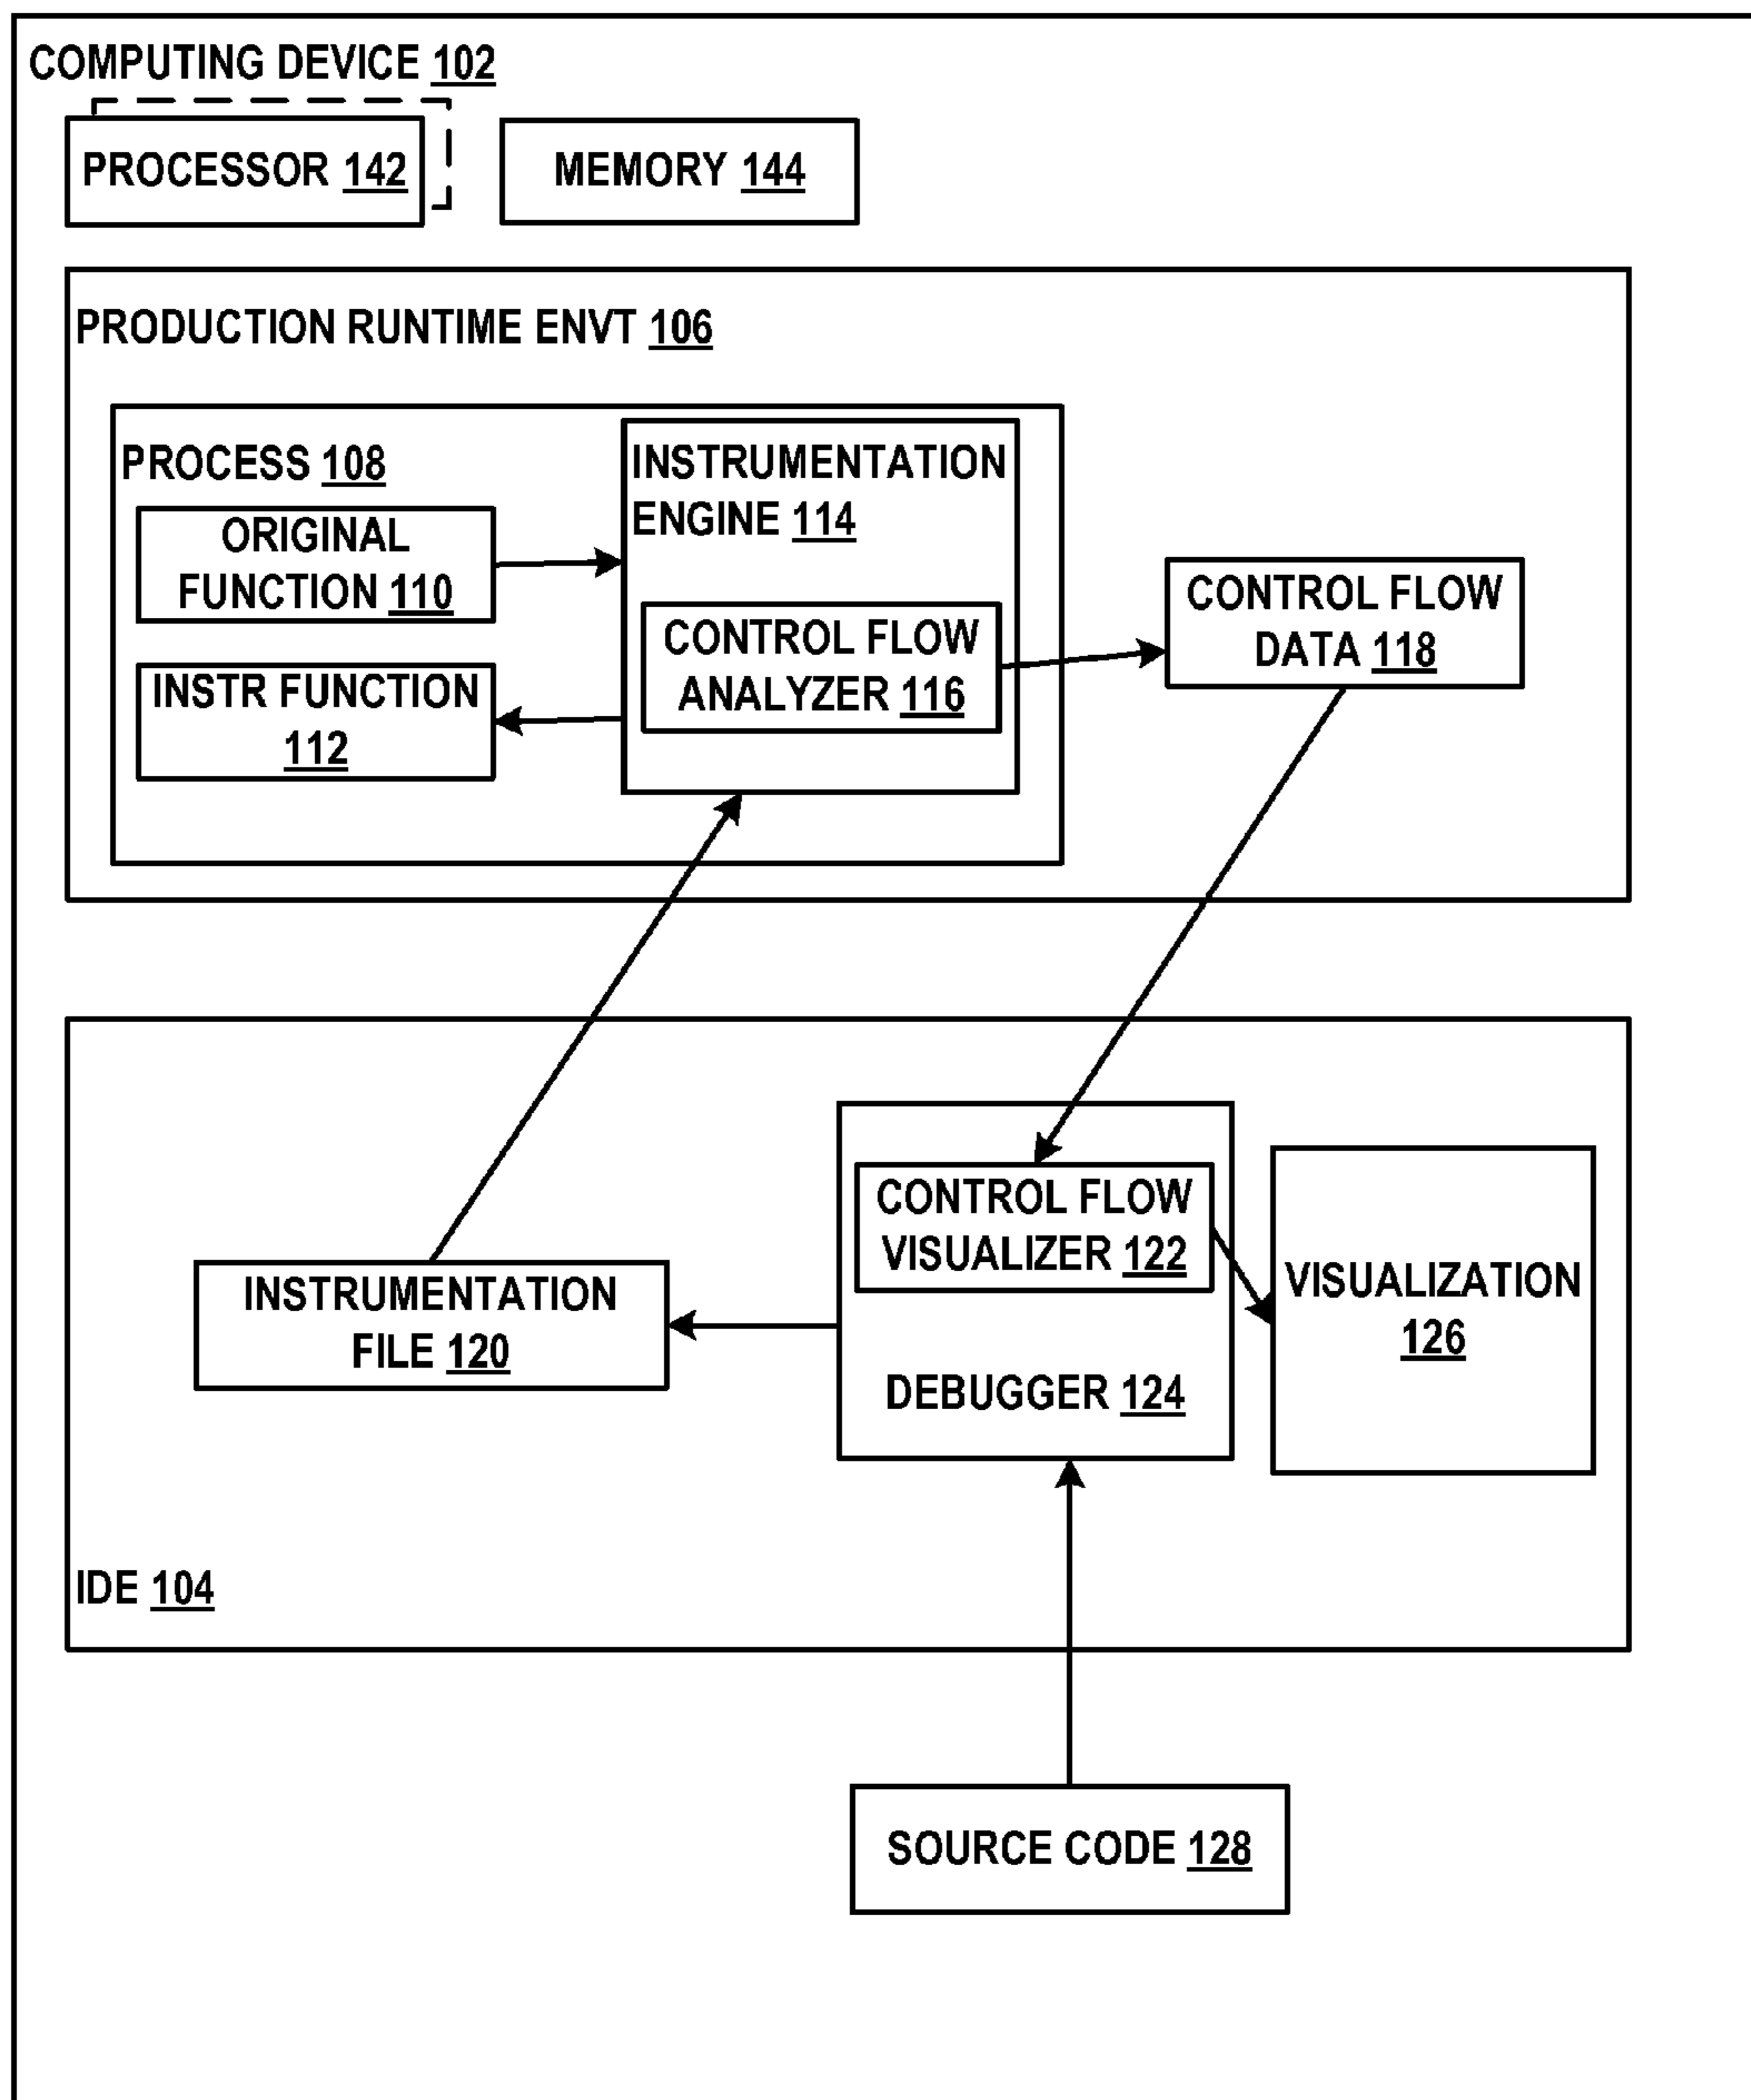 COMPUTING DEVICE 102
PROCESSOR 142
MEMORY 144
PRODUCTION RUNTIME ENVT 106
PROCESS 108
ORIGINAL
FUNCTION 110
INSTR FUNCTION
112
INSTRUMENTATION
ENGINE 114
CONTROL FLOW
ANALYZER 116
CONTROL FLOW
DATA 118
CONTROL FLOW
VISUALIZER 122
VISUALIZATION
126
INSTRUMENTATION
FILE 120
DEBUGGER 124
IDE 104
SOURCE CODE 128